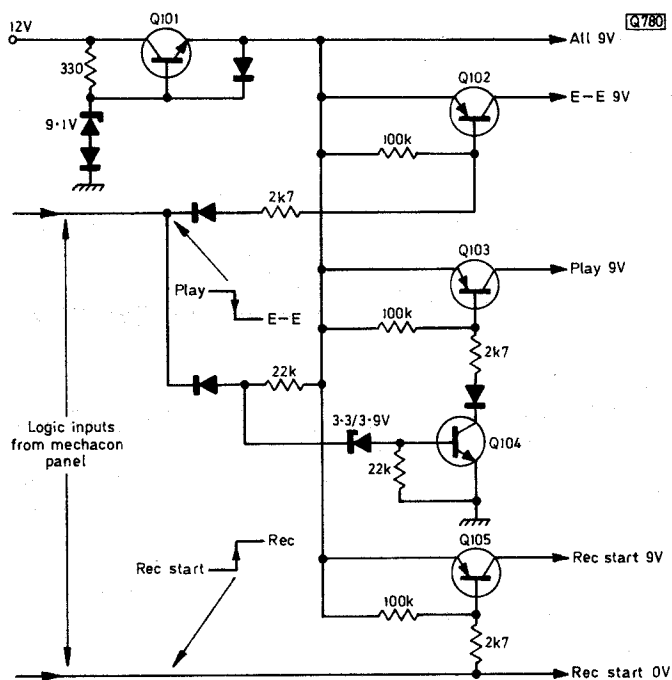 12V
Q101
All 9V
Q780
330
Q102
E-E 9V
9·1V
100k
2k7
Q103
Play 9V
Play
E-E
100k
2k7
22k
Logic inputs
from mechacon
panel
3·3/3·9V
Q104
22k
Rec
Q105
Rec start
Rec start 9V
100k
2k7
Rec start 0V